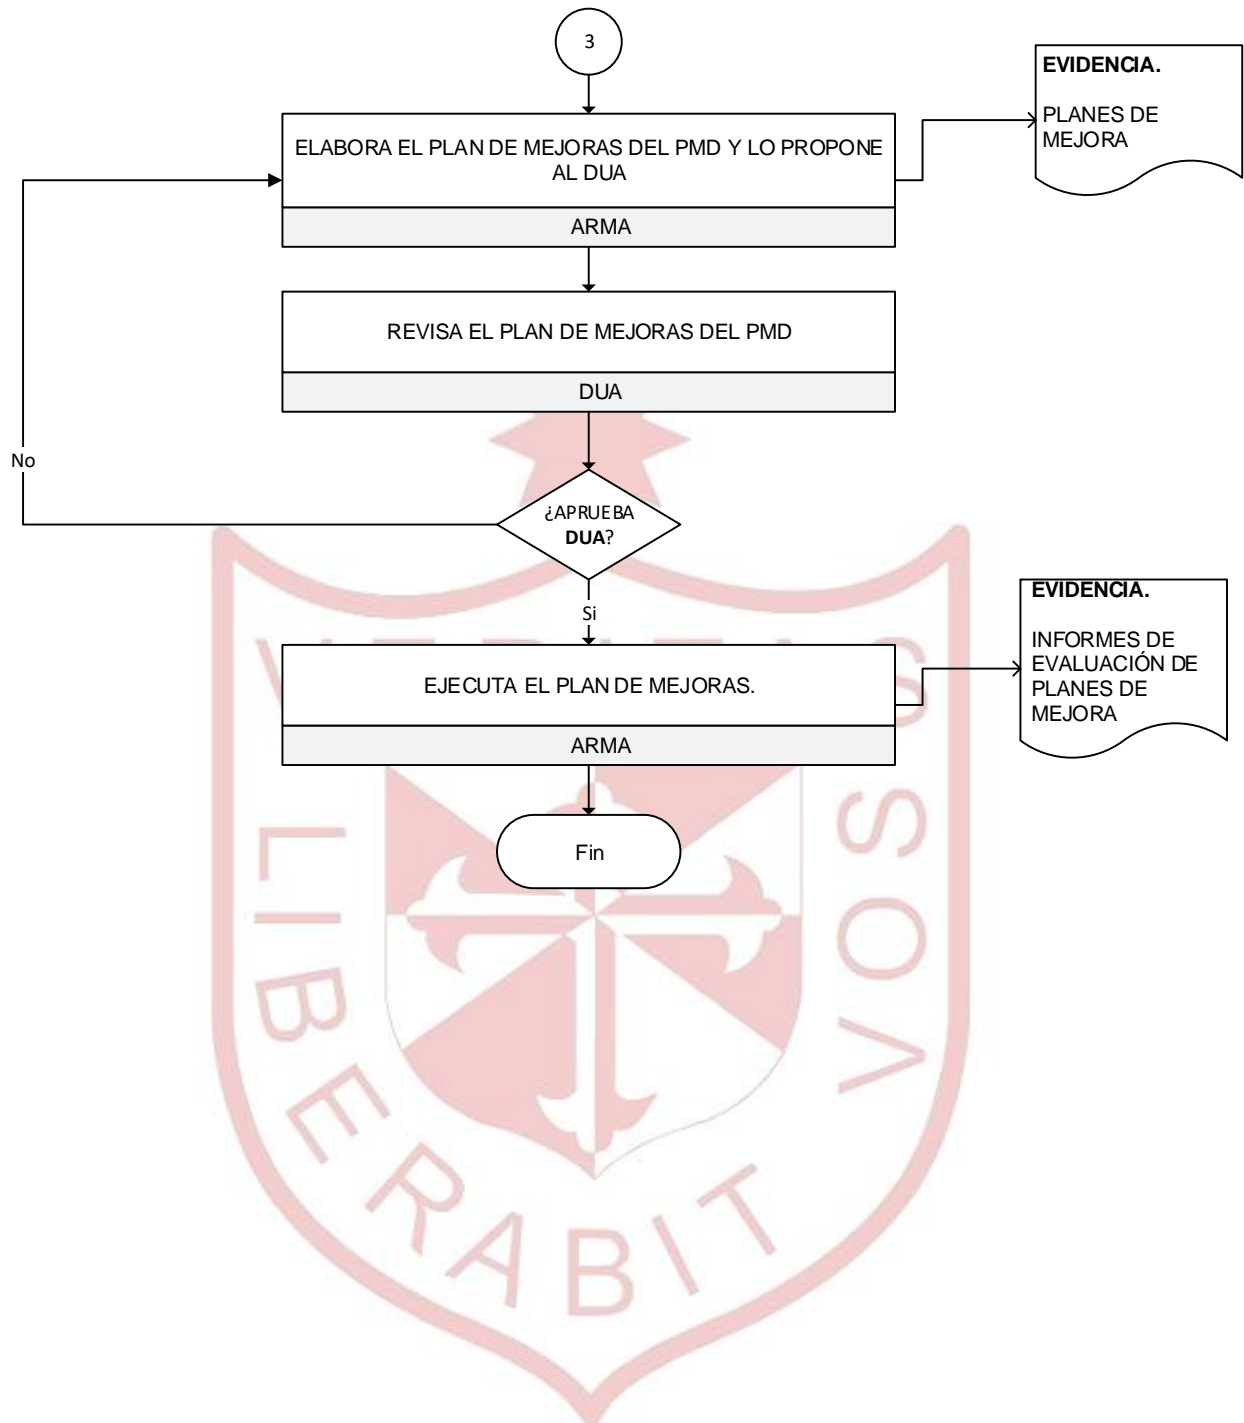 3
EVIDENCIA.
PLANES DE
MEJORA
ELABORA EL PLAN DE MEJORAS DEL PMD Y LO PROPONE
AL DUA
ARMA
REVISA EL PLAN DE MEJORAS DEL PMD
DUA
No
¿APRUEBA
DUA?
Si
EVIDENCIA.
INFORMES DE
EVALUACIÓN DE
PLANES DE
MEJORA
EJECUTA EL PLAN DE MEJORAS.
ARMA
Fin
VERITAS
LIBERABIT
VOS